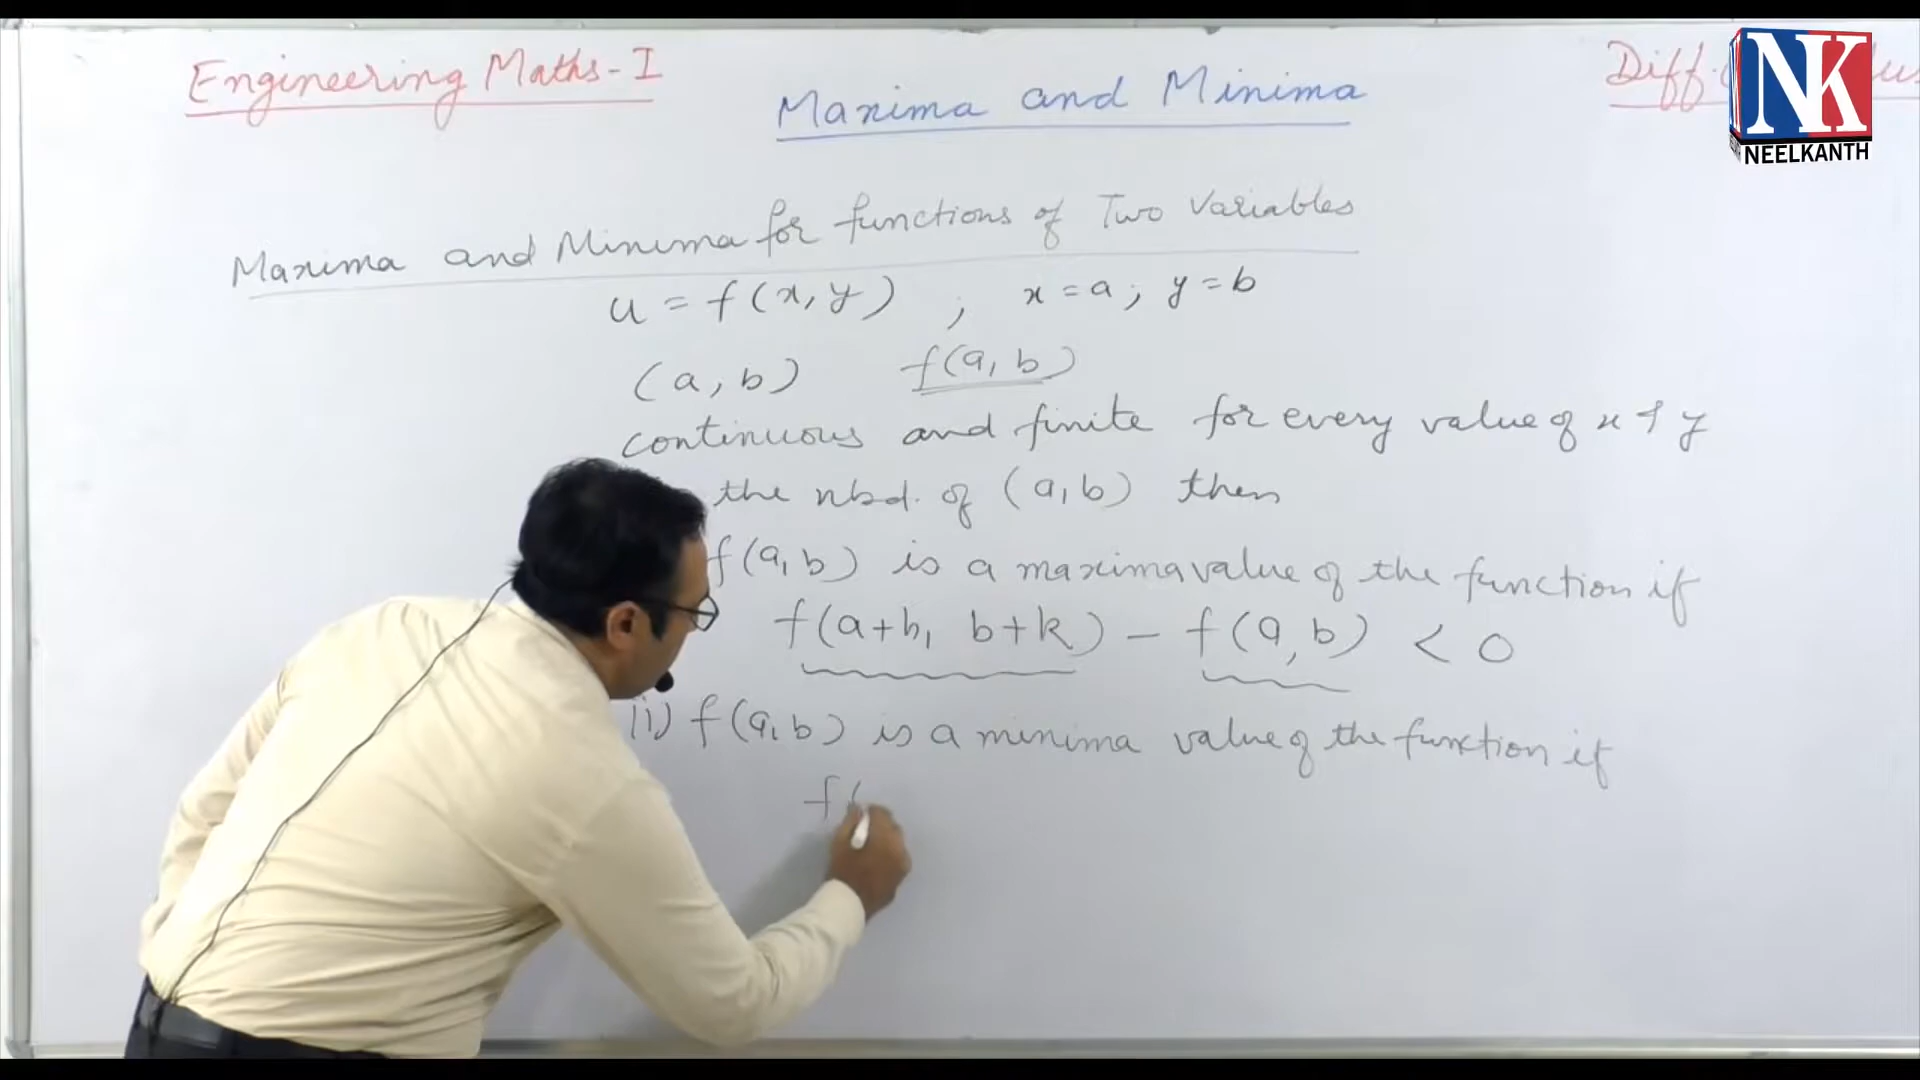 Engineering Maths-I
Maxima and Minima
Diff.
NK
NEELKANTH
Maxima and Minima for functions of Two Variables
u = f(x, y) ; x = a; y = b
(a, b) f(a, b)
continuous and finite for every value of x & y
the nbd. of (a, b) then
f(a, b) is a maxima value of the function if
f(a+h, b+k) - f(a, b) < 0
(ii) f(a, b) is a minima value of the function if
f(